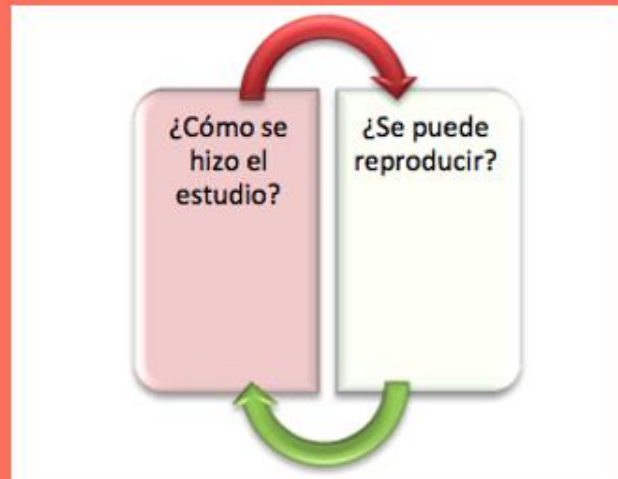 ¿Cómo se
hizo el
estudio?
¿Se puede
reproducir?